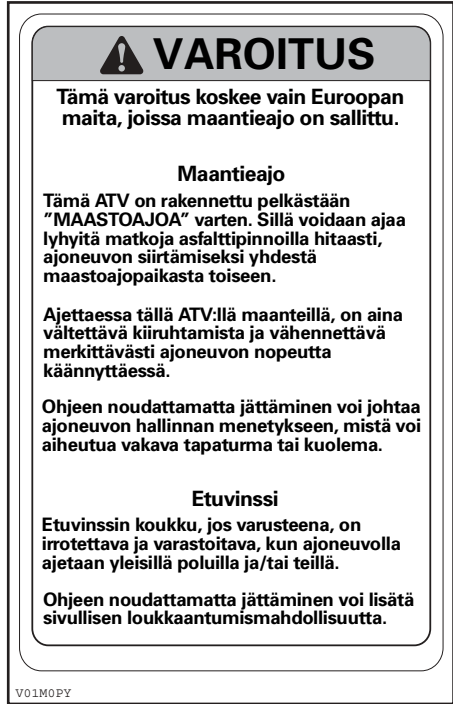 VAROITUS
Tämä varoitus koskee vain Euroopan
maita, joissa maantieajo on sallittu.
Maantieajo
Tämä ATV on rakennettu pelkästään
”MAASTOAJOA” varten. Sillä voidaan ajaa
lyhyitä matkoja asfalttipinnoilla hitaasti,
ajoneuvon siirtämiseksi yhdestä
maastoajopaikasta toiseen.
Ajettaessa tällä ATV:llä maanteillä, on aina
vältettävä kiiruhtamista ja vähennettävä
merkittävästi ajoneuvon nopeutta
käännyttäessä.
Ohjeen noudattamatta jättäminen voi johtaa
ajoneuvon hallinnan menetykseen, mistä voi
aiheutua vakava tapaturma tai kuolema.
Etuvinssi
Etuvinssin koukku, jos varusteena, on
irrotettava ja varastoitava, kun ajoneuvolla
ajetaan yleisillä poluilla ja/tai teillä.
Ohjeen noudattamatta jättäminen voi lisätä
sivullisen loukkaantumismahdollisuutta.
V01M0PY